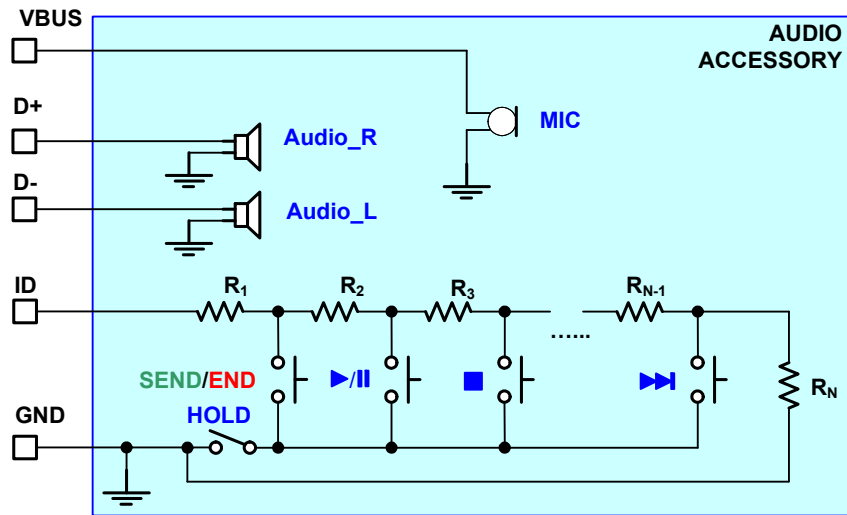 VBUS
AUDIO
ACCESSORY
D+
Audio_R
MIC
D-
Audio_L
ID
R1
R2
R3
RN-1
…...
SEND/END
▶/II
■
▶▶I
RN
GND
HOLD